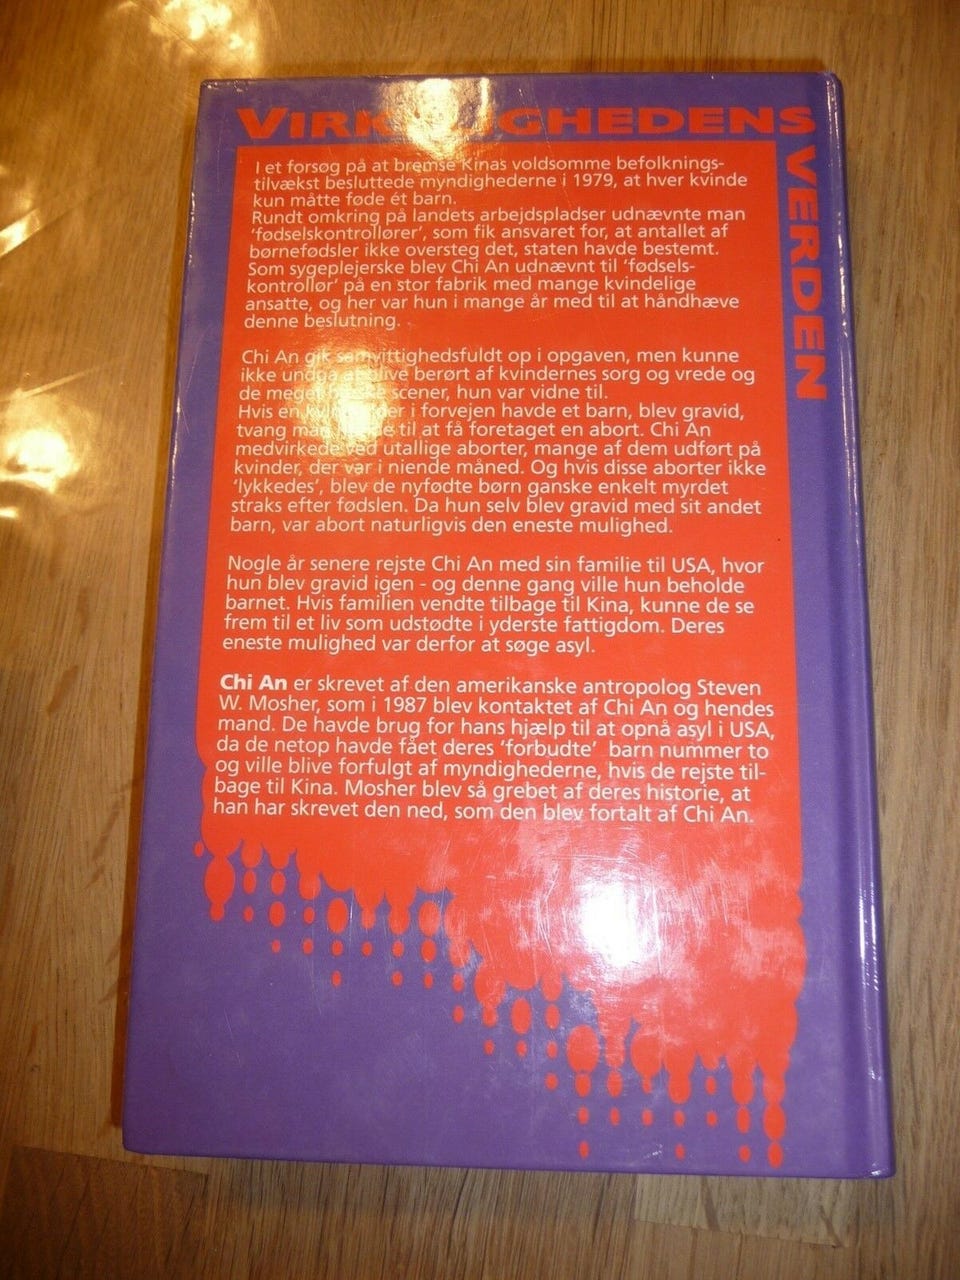 VIRKELIGHEDENS
VERDEN
I et forsøg på at bremse Kinas voldsomme befolknings-
tilvækst besluttede myndighederne i 1979, at hver kvinde
kun måtte føde ét barn.
Rundt omkring på landets arbejdspladser udnævnte man
'fødselskontrollører', som fik ansvaret for, at antallet af
børnefødsler ikke oversteg det, staten havde bestemt.
Som sygeplejerske blev Chi An udnævnt til 'fødsels-
kontrollør' på en stor fabrik med mange kvindelige
ansatte, og her var hun i mange år med til at håndhæve
denne beslutning.
Chi An gik samvittighedsfuldt op i opgaven, men kunne
ikke undgå at blive berørt af kvindernes sorg og vrede og
de meget scener, hun var vidne til.
Hvis en der i forvejen havde et barn, blev gravid,
tvang man til at få foretaget en abort. Chi An
medvirkede ved utallige aborter, mange af dem udført på
kvinder, der var i niende måned. Og hvis disse aborter ikke
'lykkedes', blev de nyfødte børn ganske enkelt myrdet
straks efter fødslen. Da hun selv blev gravid med sit andet
barn, var abort naturligvis den eneste mulighed.
Nogle år senere rejste Chi An med sin familie til USA, hvor
hun blev gravid igen - og denne gang ville hun beholde
barnet. Hvis familien vendte tilbage til Kina, kunne de se
frem til et liv som udstødte i yderste fattigdom. Deres
eneste mulighed var derfor at søge asyl.
Chi An er skrevet af den amerikanske antropolog Steven
W. Mosher, som i 1987 blev kontaktet af Chi An og hendes
mand. De havde brug for hans hjælp til at opnå asyl i USA,
da de netop havde fået deres 'forbudte' barn nummer to
og ville blive forfulgt af myndighederne, hvis de rejste til-
bage til Kina. Mosher blev så grebet af deres historie, at
han har skrevet den ned, som den blev fortalt af Chi An.